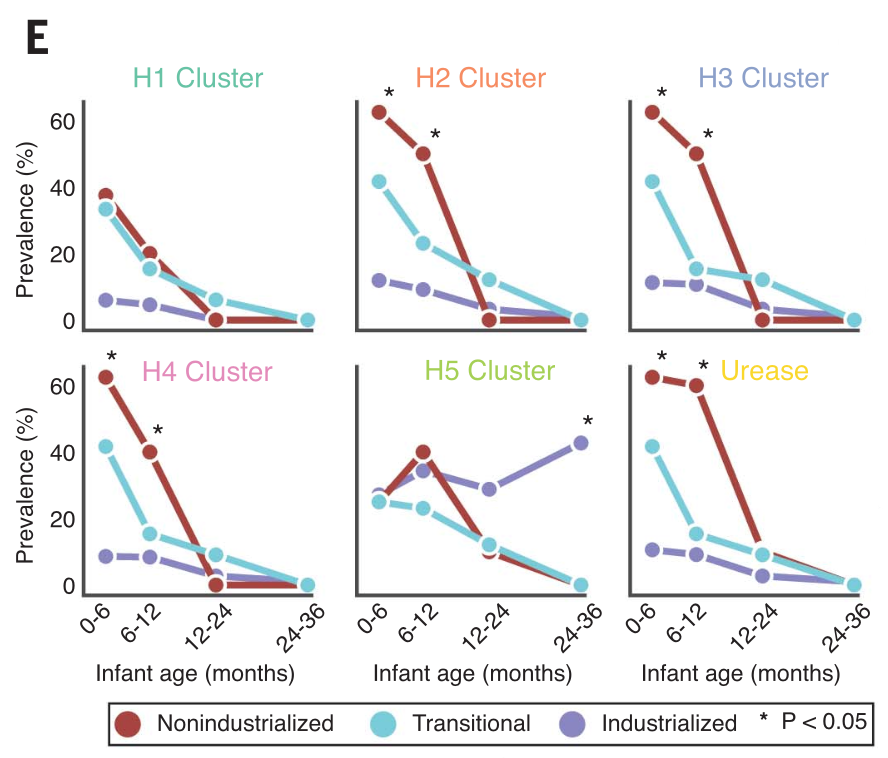 E
H1 Cluster
H2 Cluster
H3 Cluster
*
*
*
*
Prevalence (%)
60
40
20
0
H4 Cluster
H5 Cluster
Urease
*
*
*
*
*
Prevalence (%)
60
40
20
0
0-6
6-12
12-24
24-36
0-6
6-12
12-24
24-36
0-6
6-12
12-24
24-36
Infant age (months)
Infant age (months)
Infant age (months)
Nonindustrialized
Transitional
Industrialized
* P < 0.05